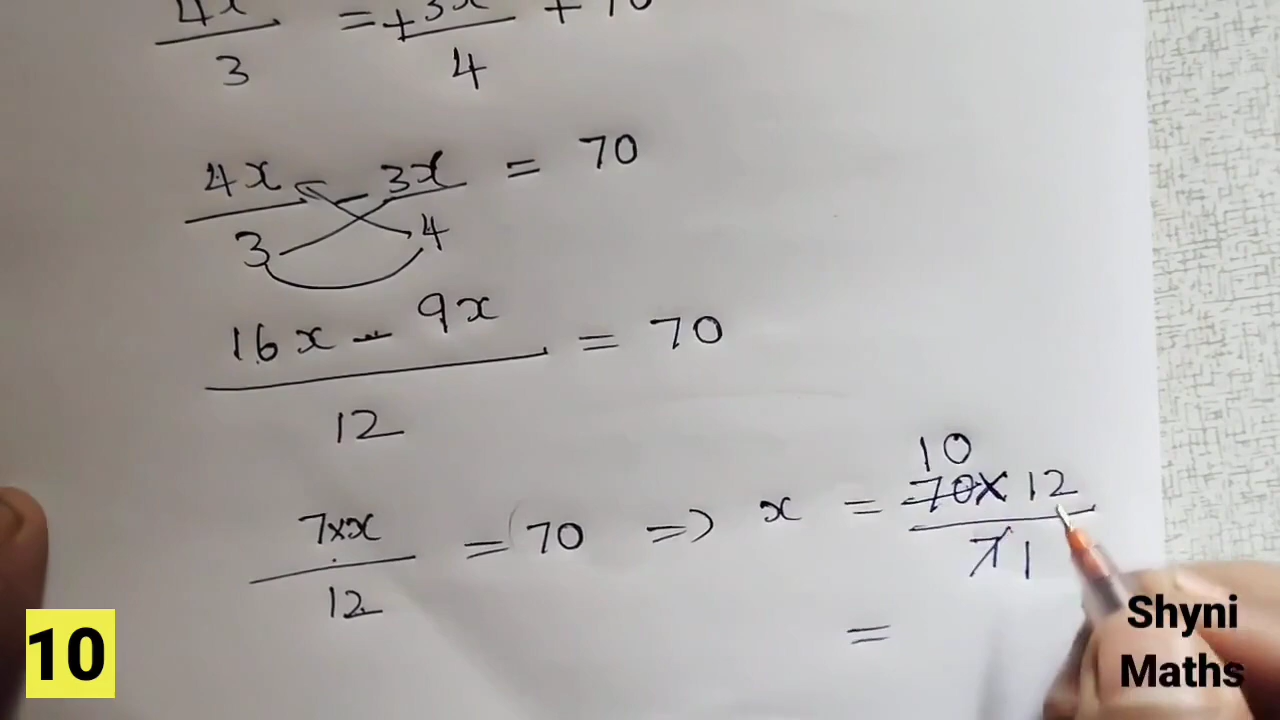 4x/3 = +3x/4 + 70
4x/3 - 3x/4 = 70
16x - 9x/12 = 70
7×x/12 = 70 => x = 70×12/7 1
10
=
10
Shyni
Maths